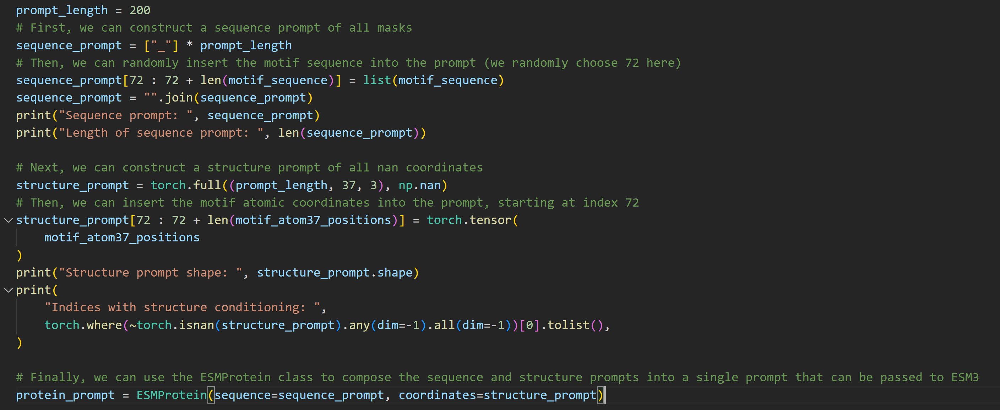 prompt_length = 200
# First, we can construct a sequence prompt of all masks
sequence_prompt = ["_"] * prompt_length
# Then, we can randomly insert the motif sequence into the prompt (we randomly choose 72 here)
sequence_prompt[72 : 72 + len(motif_sequence)] = list(motif_sequence)
sequence_prompt = "".join(sequence_prompt)
print("Sequence prompt: ", sequence_prompt)
print("Length of sequence prompt: ", len(sequence_prompt))

# Next, we can construct a structure prompt of all nan coordinates
structure_prompt = torch.full((prompt_length, 37, 3), np.nan)
# Then, we can insert the motif atomic coordinates into the prompt, starting at index 72
structure_prompt[72 : 72 + len(motif_atom37_positions)] = torch.tensor(
    motif_atom37_positions
)
print("Structure prompt shape: ", structure_prompt.shape)
print(
    "Indices with structure conditioning: ",
    torch.where(~torch.isnan(structure_prompt).any(dim=-1).all(dim=-1))[0].tolist(),
)

# Finally, we can use the ESMProtein class to compose the sequence and structure prompts into a single prompt that can be passed to ESM3
protein_prompt = ESMProtein(sequence=sequence_prompt, coordinates=structure_prompt)